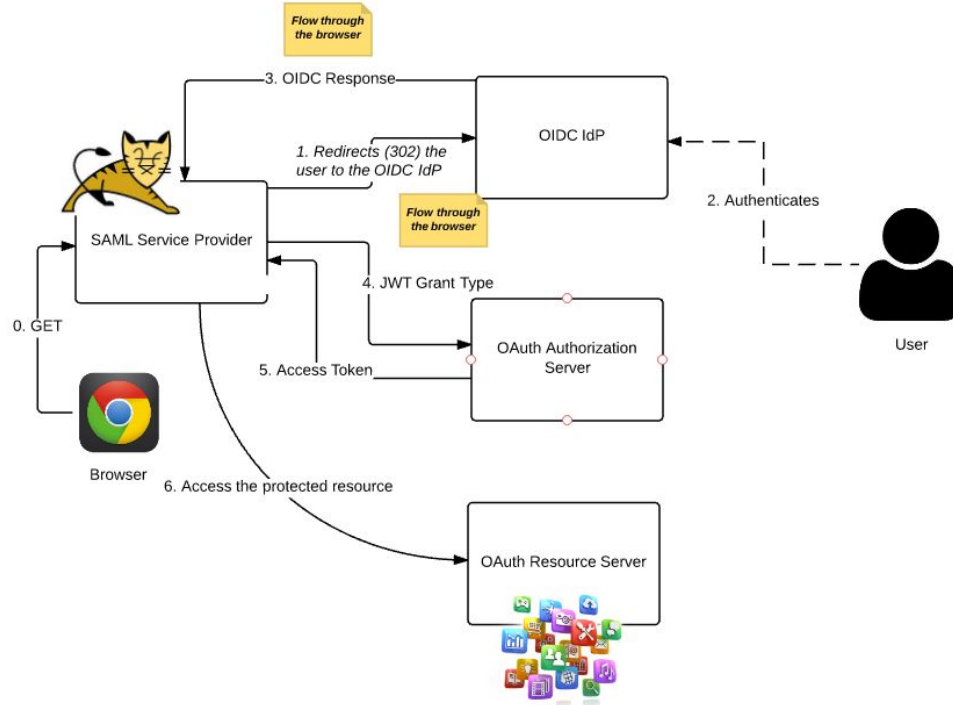 Flow through
the browser
3. OIDC Response
OIDC IdP
1. Redirects (302) the
user to the OIDC IdP
2. Authenticates
Flow through
the browser
SAML Service Provider
4. JWT Grant Type
0. GET
OAuth Authorization
Server
User
5. Access Token
Browser
6. Access the protected resource
OAuth Resource Server